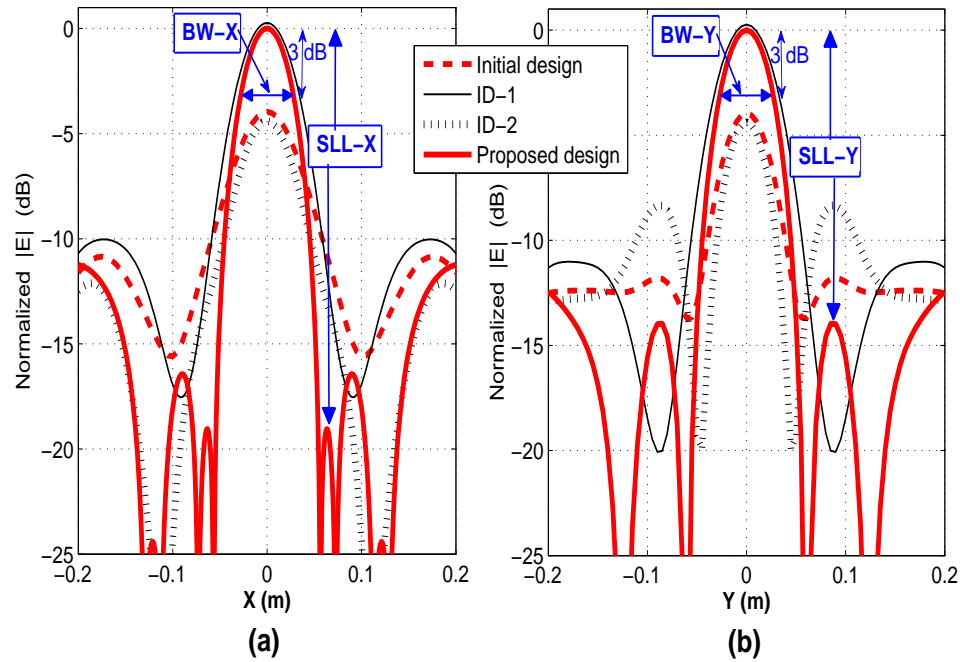 0
−5
−10
−15
−20
−25
−0.2
−0.1
0
0.1
0.2
X (m)
Normalized |E| (dB)
BW−X
3 dB
SLL−X
(a)
Initial design
ID−1
ID−2
Proposed design
0
−5
−10
−15
−20
−25
−0.2
−0.1
0
0.1
0.2
Y (m)
Normalized |E| (dB)
BW−Y
3 dB
SLL−Y
(b)